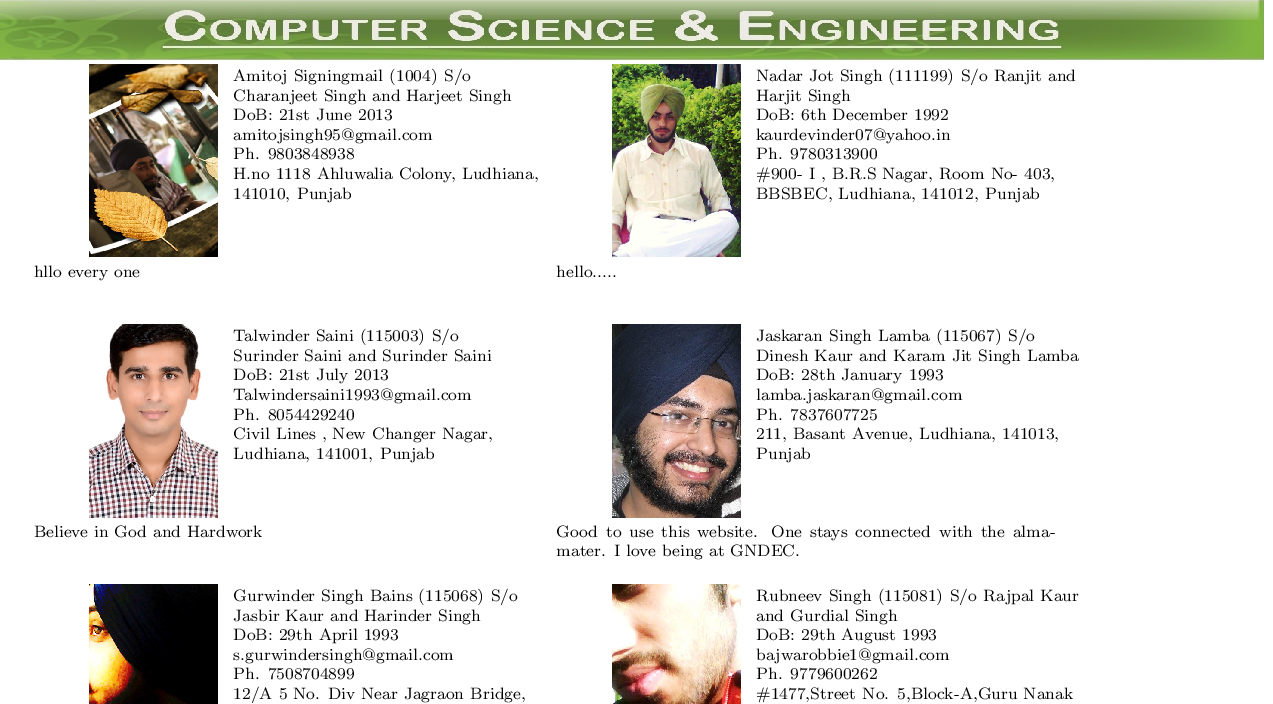 Computer Science & Engineering
Amitoj Signingmail (1004) S/o
Charanjeet Singh and Harjeet Singh
DoB: 21st June 2013
amitojsingh95@gmail.com
Ph. 9803848938
H.no 1118 Ahluwalia Colony, Ludhiana,
141010, Punjab
hllo every one
Nadar Jot Singh (111199) S/o Ranjit and
Harjit Singh
DoB: 6th December 1992
kaurdevinder07@yahoo.in
Ph. 9780313900
#900- I , B.R.S Nagar, Room No- 403,
BBSBEC, Ludhiana, 141012, Punjab
hello.....
Talwinder Saini (115003) S/o
Surinder Saini and Surinder Saini
DoB: 21st July 2013
Talwindersaini1993@gmail.com
Ph. 8054429240
Civil Lines , New Changer Nagar,
Ludhiana, 141001, Punjab
Believe in God and Hardwork
Jaskaran Singh Lamba (115067) S/o
Dinesh Kaur and Karam Jit Singh Lamba
DoB: 28th January 1993
lamba.jaskaran@gmail.com
Ph. 7837607725
211, Basant Avenue, Ludhiana, 141013,
Punjab
Good to use this website. One stays connected with the alma-
mater. I love being at GNDEC.
Gurwinder Singh Bains (115068) S/o
Jasbir Kaur and Harinder Singh
DoB: 29th April 1993
s.gurwindersingh@gmail.com
Ph. 7508704899
12/A 5 No. Div Near Jagraon Bridge,
Rubneev Singh (115081) S/o Rajpal Kaur
and Gurdial Singh
DoB: 29th August 1993
bajwarobbie1@gmail.com
Ph. 9779600262
#1477,Street No. 5,Block-A,Guru Nanak